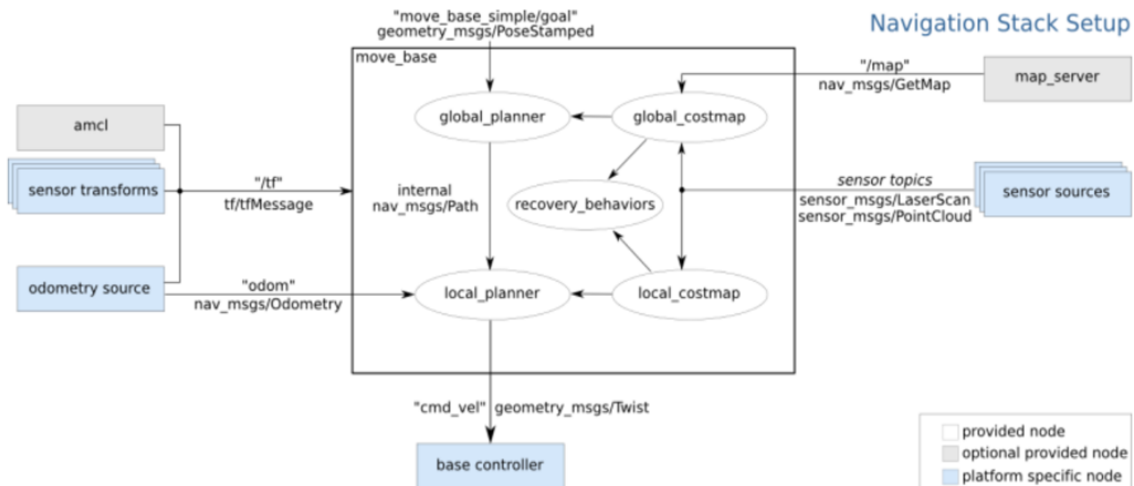 "move_base_simple/goal"
geometry_msgs/PoseStamped
Navigation Stack Setup
move_base
"/map"
nav_msgs/GetMap
map_server
amcl
global_planner
global_costmap
sensor transforms
"/tf"
tf/tfMessage
internal
nav_msgs/Path
recovery_behaviors
sensor topics
sensor_msgs/LaserScan
sensor_msgs/PointCloud
sensor sources
odometry source
"odom"
nav_msgs/Odometry
local_planner
local_costmap
"cmd_vel" geometry_msgs/Twist
base controller
provided node
optional provided node
platform specific node